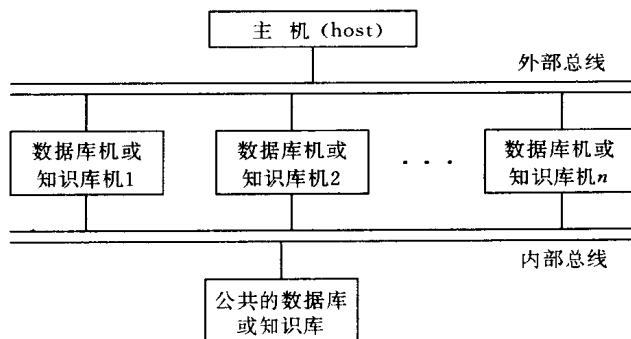 主 机 (host)
外部总线
数据库机或
知识库机1
数据库机或
知识库机2
· · ·
数据库机或
知识库机n
内部总线
公共的数据库
或知识库